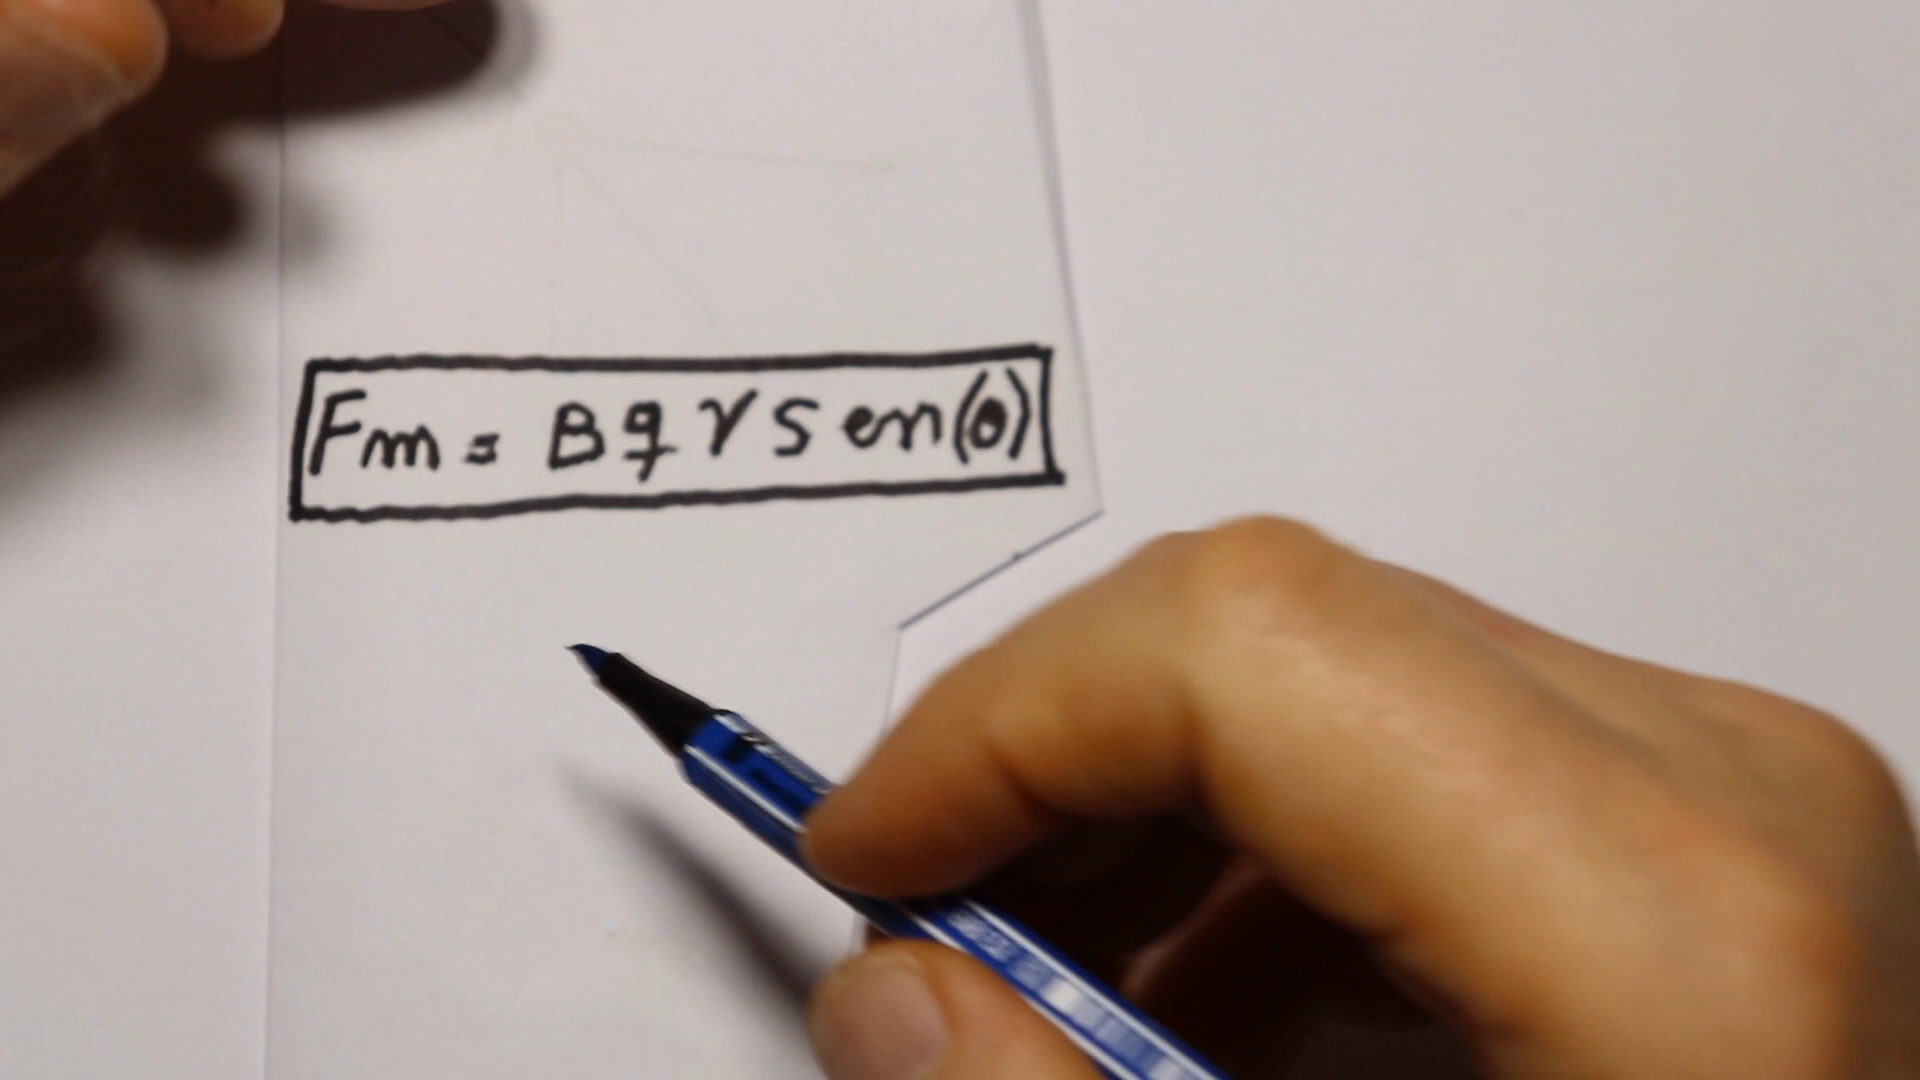 Fm = B q v Sen(θ)